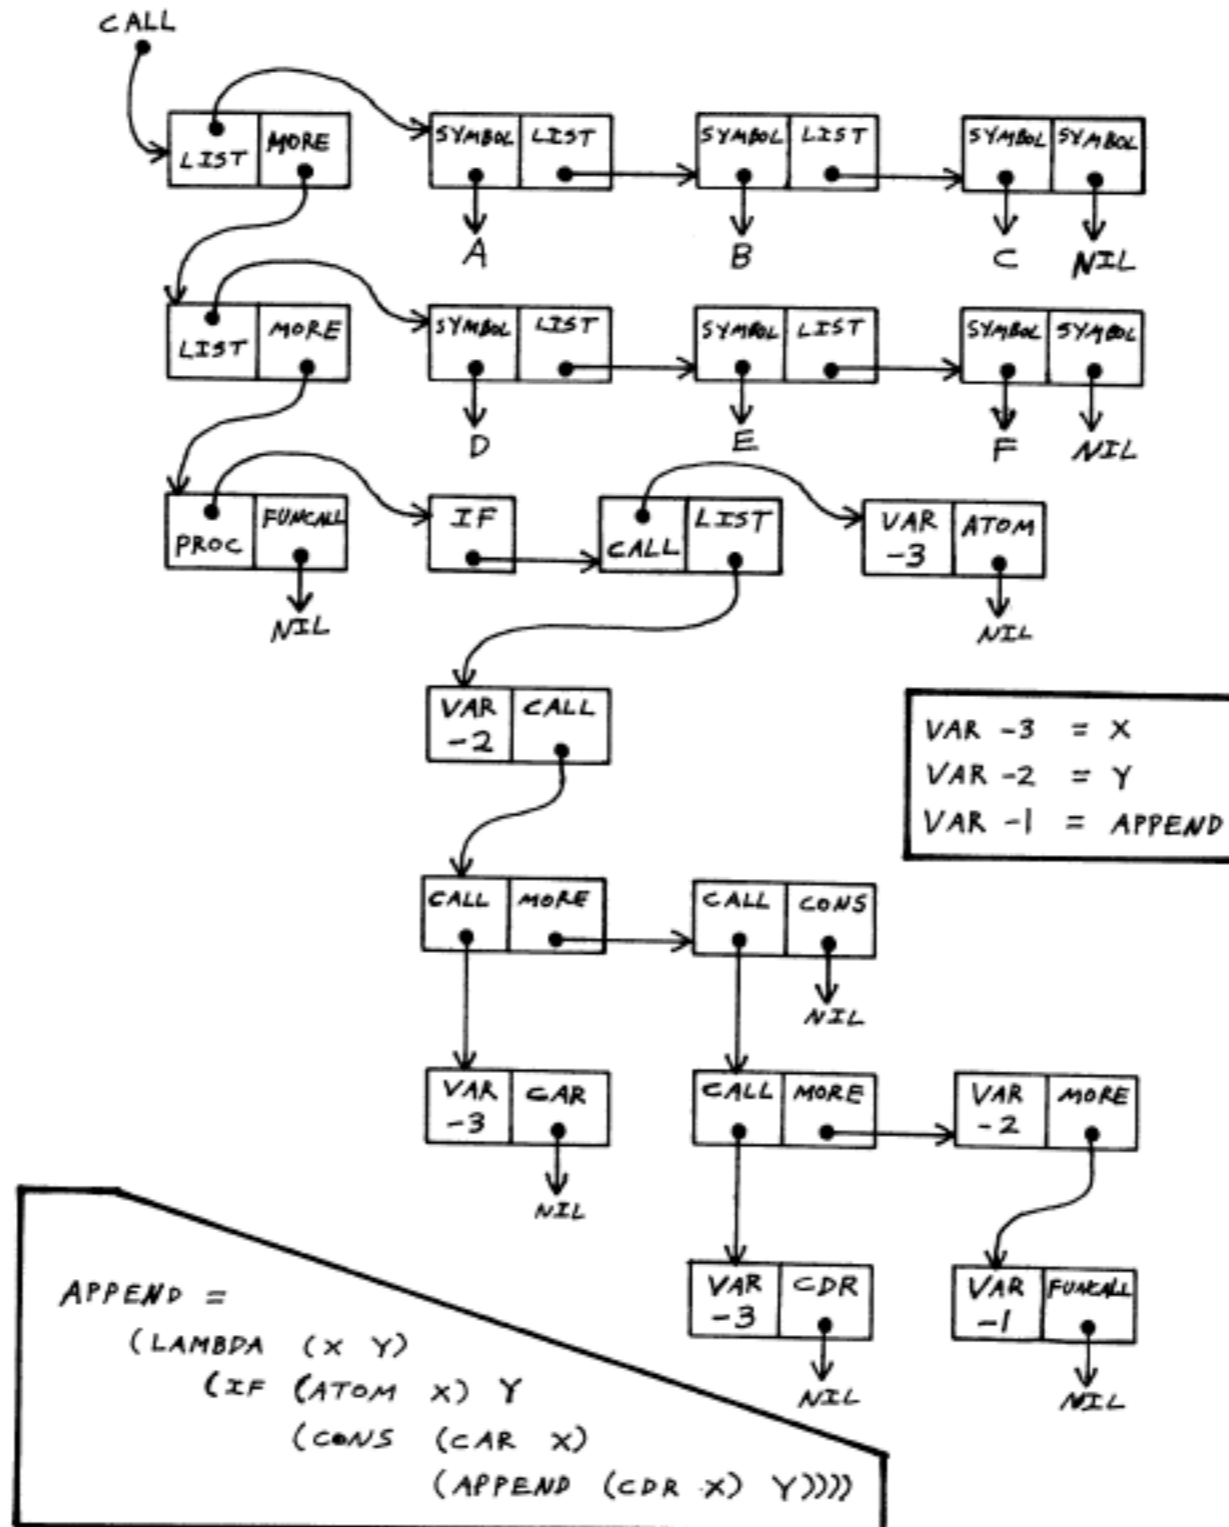 CALL
LIST MORE SYMBOL LIST SYMBOL LIST SYMBOL SYMBOL
A B C NIL
LIST MORE SYMBOL LIST SYMBOL LIST SYMBOL SYMBOL
D E F NIL
PROC FUNCALL IF CALL LIST VAR -3 ATOM
NIL NIL
VAR -2 CALL
VAR -3 = X
VAR -2 = Y
VAR -1 = APPEND
CALL MORE CALL CONS
NIL
VAR -3 CAR CALL MORE VAR -2 MORE
NIL
VAR -3 CDR VAR -1 FUNCALL
NIL NIL
APPEND =
(LAMBDA (X Y)
(IF (ATOM X) Y
(CONS (CAR X)
(APPEND (CDR X) Y))))